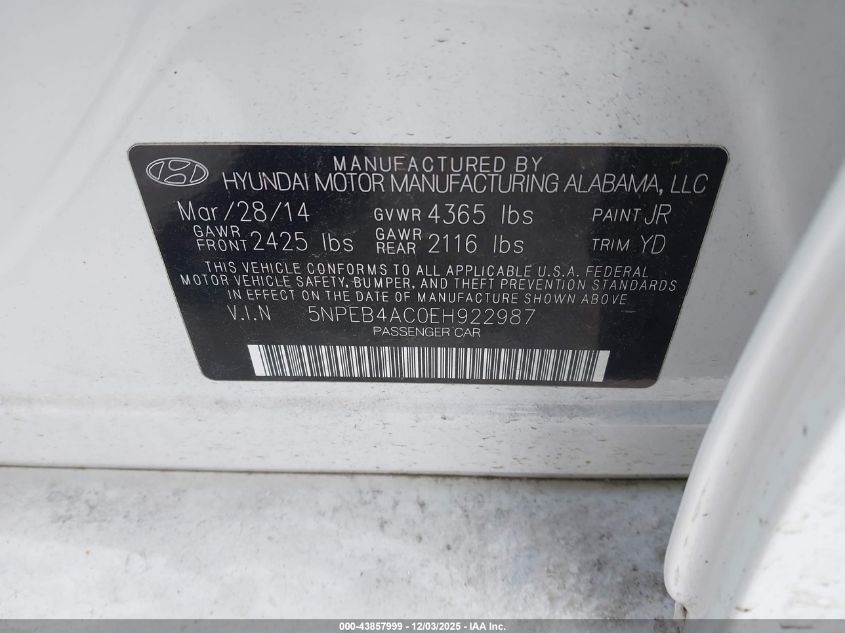 MANUFACTURED BY
HYUNDAI MOTOR MANUFACTURING ALABAMA, LLC
Mar/28/14 GVWR 4365 lbs PAINT JR
GAWR FRONT 2425 lbs GAWR REAR 2116 lbs TRIM YD
THIS VEHICLE CONFORMS TO ALL APPLICABLE U.S.A. FEDERAL
MOTOR VEHICLE SAFETY, BUMPER, AND THEFT PREVENTION STANDARDS
IN EFFECT ON THE DATE OF MANUFACTURE SHOWN ABOVE
V.I.N 5NPEB4AC0EH922987
PASSENGER CAR
000-43857999 - 12/03/2025 - IAA Inc.